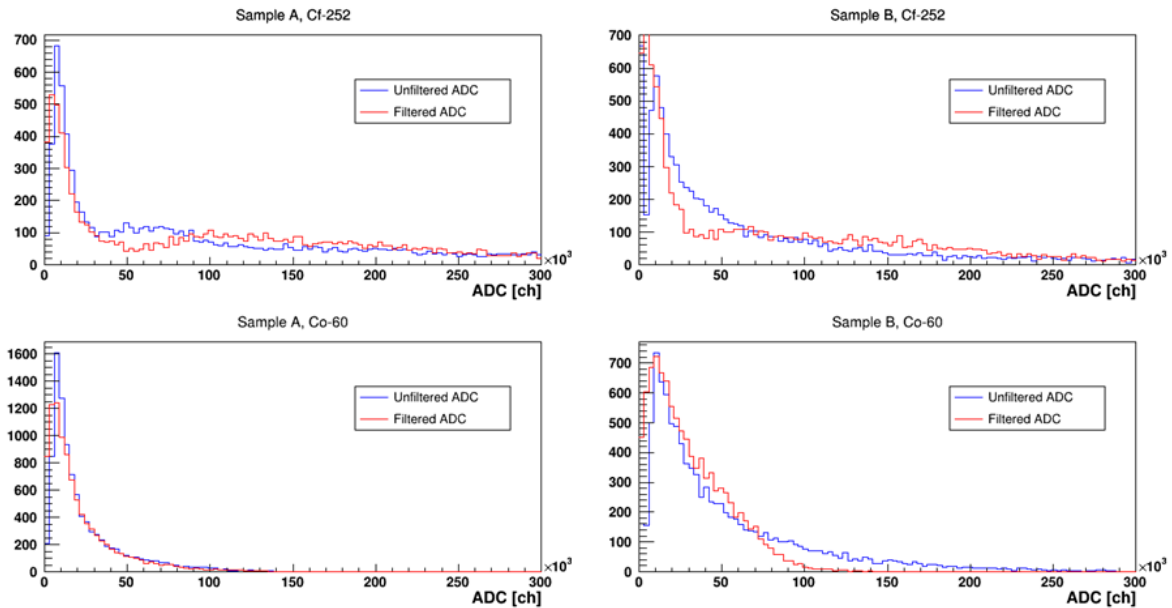 Sample A, Cf-252
700
600
500
400
300
200
100
0
Unfiltered ADC
Filtered ADC
0 50 100 150 200 250 300
×10³
ADC [ch]
Sample B, Cf-252
700
600
500
400
300
200
100
0
Unfiltered ADC
Filtered ADC
0 50 100 150 200 250 300
×10³
ADC [ch]
Sample A, Co-60
1600
1400
1200
1000
800
600
400
200
0
Unfiltered ADC
Filtered ADC
0 50 100 150 200 250 300
×10³
ADC [ch]
Sample B, Co-60
700
600
500
400
300
200
100
0
Unfiltered ADC
Filtered ADC
0 50 100 150 200 250 300
×10³
ADC [ch]